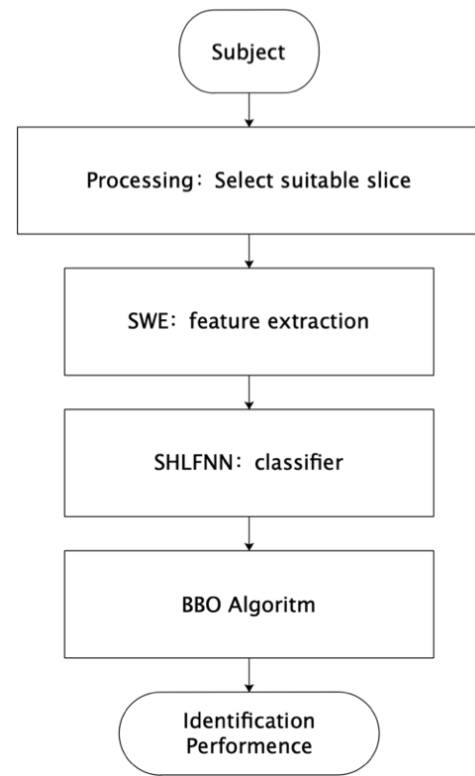 Subject
Processing: Select suitable slice
SWE: feature extraction
SHLFNN: classifier
BBO Algoritm
Identification
Performence